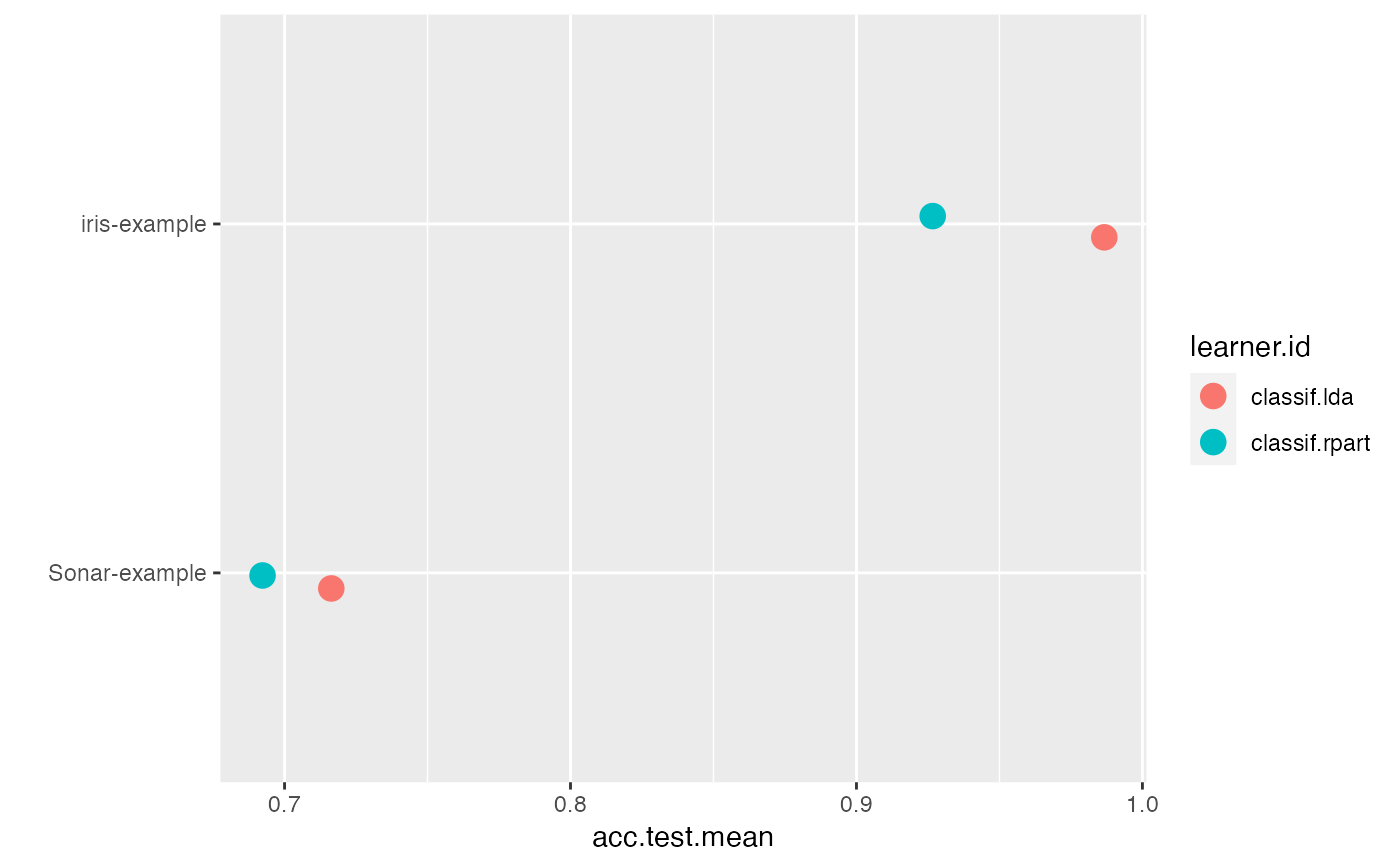 iris-example
Sonar-example
0.7 0.8 0.9 1.0
acc.test.mean
learner.id
classif.lda
classif.rpart